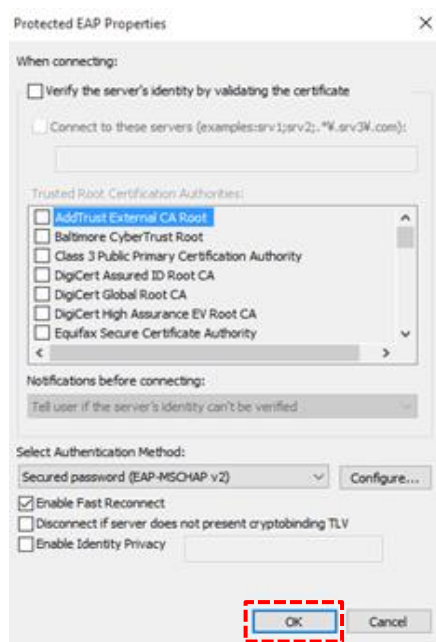 Protected EAP Properties
When connecting:
Verify the server's identity by validating the certificate
Connect to these servers (examples:srv1;srv2;.*¥.srv3¥.com):
Trusted Root Certification Authorities:
AddTrust External CA Root
Baltimore CyberTrust Root
Class 3 Public Primary Certification Authority
DigiCert Assured ID Root CA
DigiCert Global Root CA
DigiCert High Assurance EV Root CA
Equifax Secure Certificate Authority
Notifications before connecting:
Tell user if the server's identity can't be verified
Select Authentication Method:
Secured password (EAP-MSCHAP v2) Configure...
Enable Fast Reconnect
Disconnect if server does not present cryptobinding TLV
Enable Identity Privacy
OK Cancel